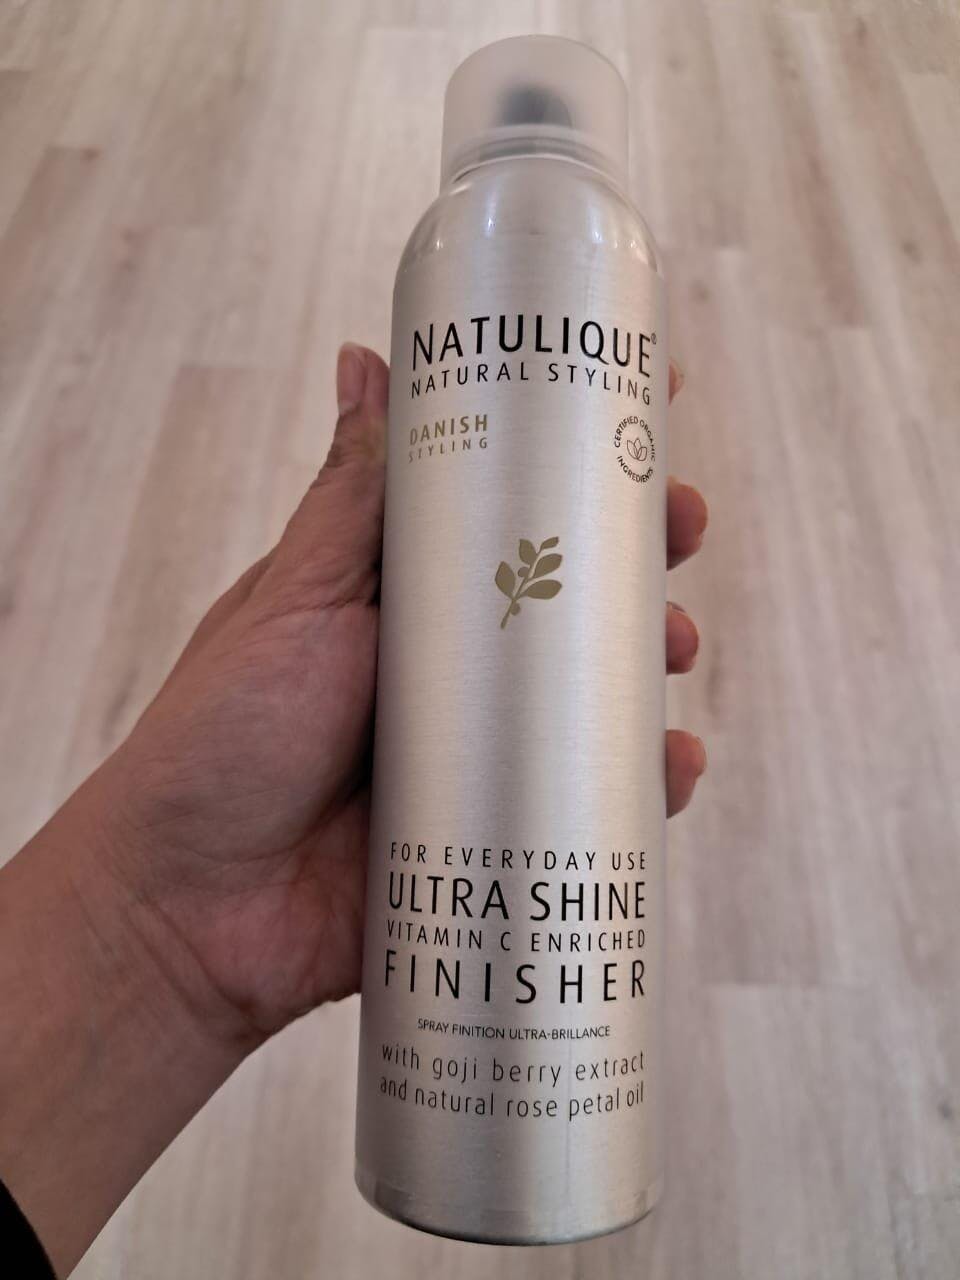 NATULIQUE®
NATURAL STYLING
DANISH
STYLING
CERTIFIED ORGANIC
INGREDIENTS
FOR EVERYDAY USE
ULTRA SHINE
VITAMIN C ENRICHED
FINISHER
SPRAY FINITION ULTRA-BRILLANCE
with goji berry extract
and natural rose petal oil